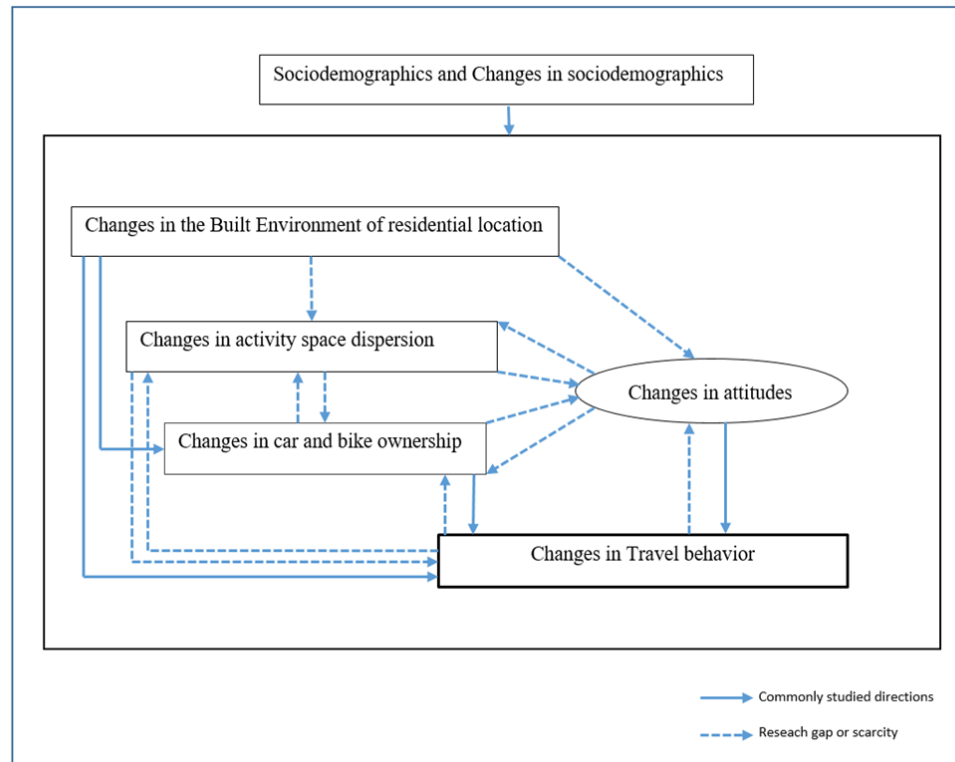 Sociodemographics and Changes in sociodemographics
Changes in the Built Environment of residential location
Changes in activity space dispersion
Changes in attitudes
Changes in car and bike ownership
Changes in Travel behavior
Commonly studied directions
Reseach gap or scarcity